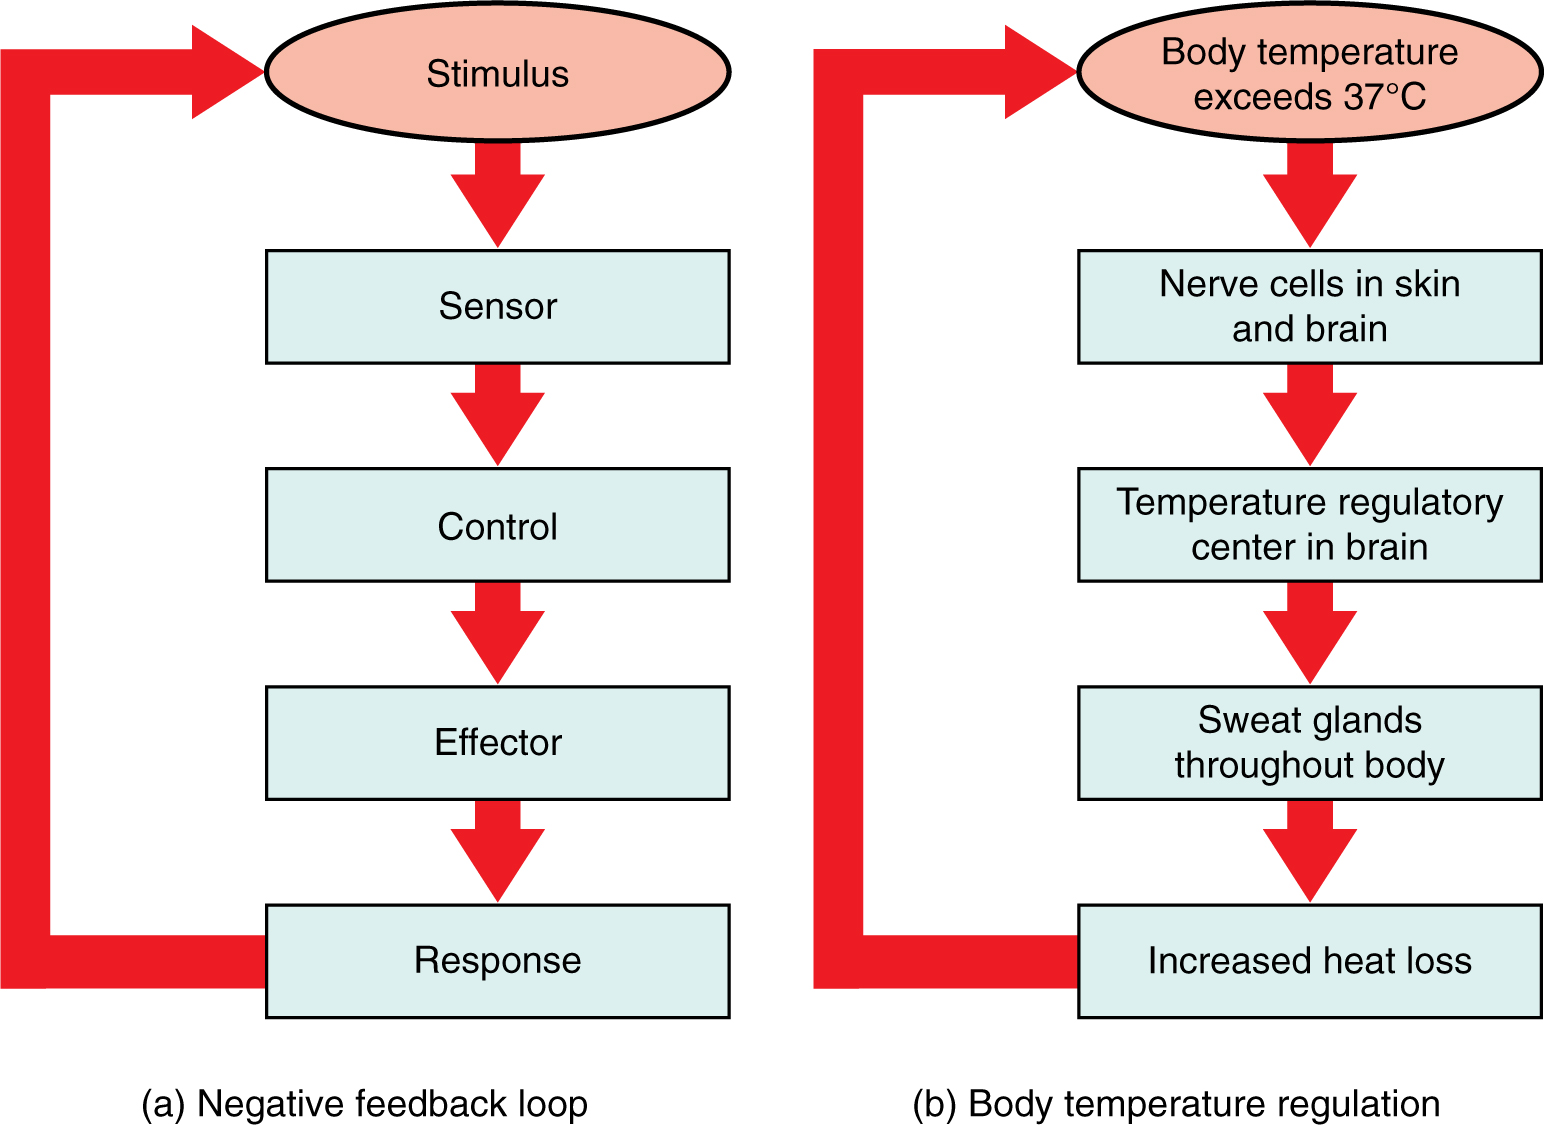 Stimulus
Sensor
Control
Effector
Response
(a) Negative feedback loop
Body temperature
exceeds 37°C
Nerve cells in skin
and brain
Temperature regulatory
center in brain
Sweat glands
throughout body
Increased heat loss
(b) Body temperature regulation